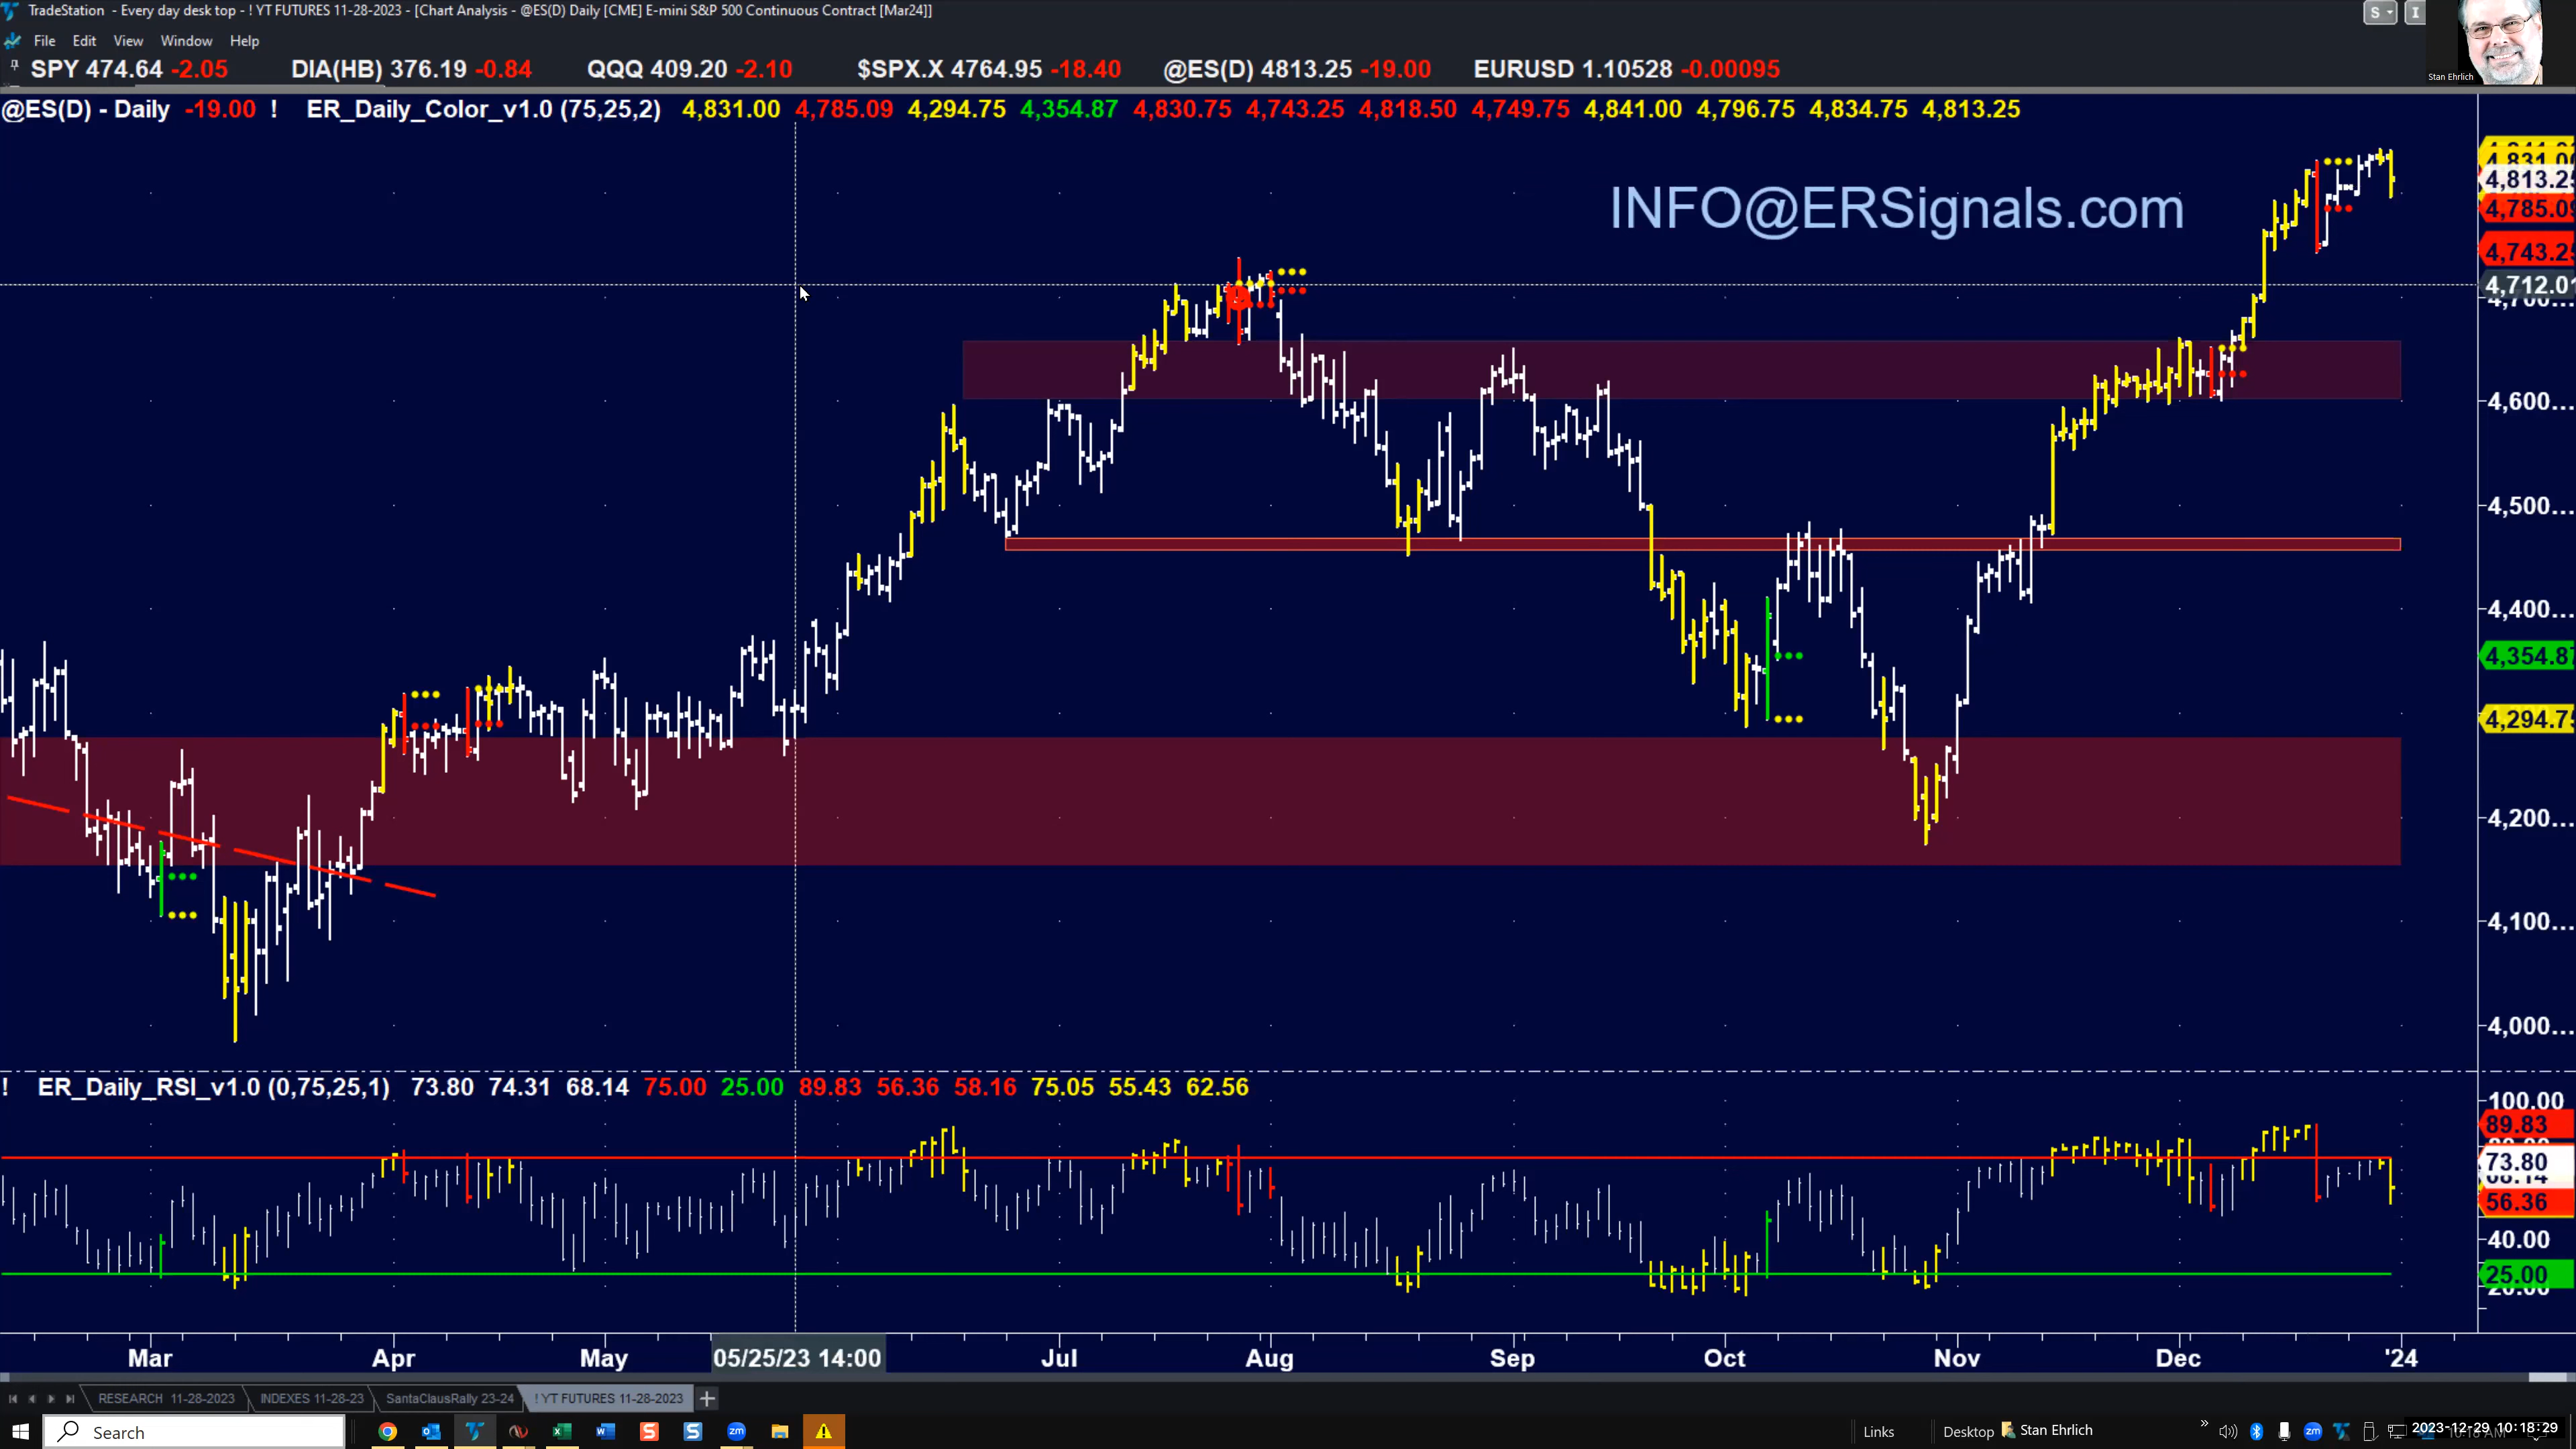 TradeStation - Every day desk top - ! YT FUTURES 11-28-2023 - [Chart Analysis - @ES(D) Daily [CME] E-mini S&P 500 Continuous Contract [Mar24]]
S I
File Edit View Window Help
Stan Ehrlich
SPY 474.64 -2.05 DIA(HB) 376.19 -0.84 QQQ 409.20 -2.10 $SPX.X 4764.95 -18.40 @ES(D) 4813.25 -19.00 EURUSD 1.10528 -0.00095
@ES(D) - Daily -19.00 ! ER_Daily_Color_v1.0 (75,25,2) 4,831.00 4,785.09 4,294.75 4,354.87 4,830.75 4,743.25 4,818.50 4,749.75 4,841.00 4,796.75 4,834.75 4,813.25
INFO@ERSignals.com
4,813.2
4,785.09
4,743.2
4,712.01
4,600...
4,500...
4,400...
4,354.8
4,294.7
4,200...
4,100...
4,000...
! ER_Daily_RSI_v1.0 (0,75,25,1) 73.80 74.31 68.14 75.00 25.00 89.83 56.36 58.16 75.05 55.43 62.56
100.00
89.83
73.80
56.36
40.00
25.00
Mar Apr May 05/25/23 14:00 Jul Aug Sep Oct Nov Dec '24
RESEARCH 11-28-2023 INDEXES 11-28-23 SantaClausRally 23-24 ! YT FUTURES 11-28-2023 +
Search Links Desktop Stan Ehrlich 2023-12-29 10:18:29